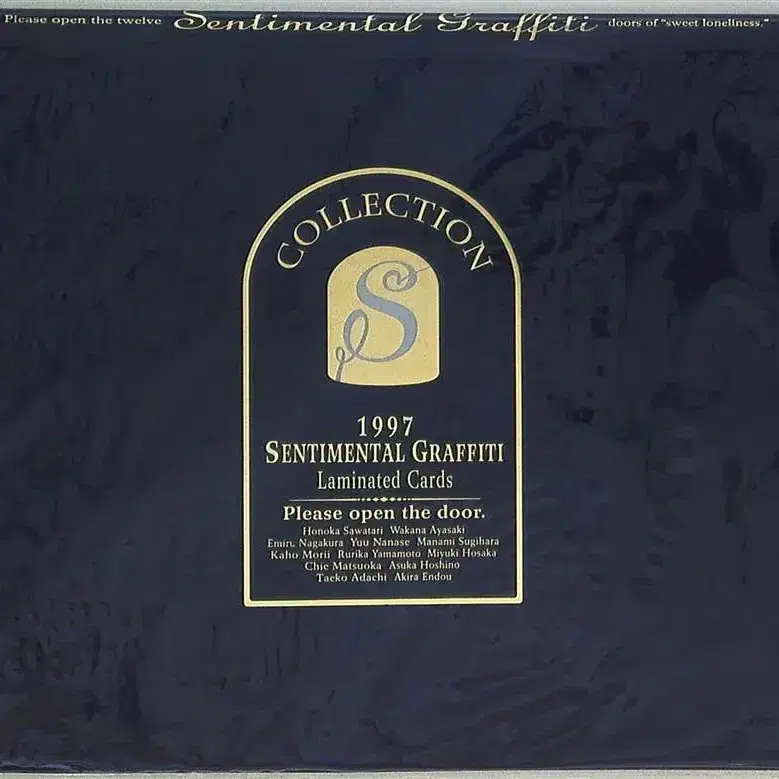 Please open the twelve Sentimental Graffiti doors of "sweet loneliness."
COLLECTION
S
1997
SENTIMENTAL GRAFFITI
Laminated Cards
Please open the door.
Honoka Sawatari Wakana Ayasaki
Emiru Nagakura Yuu Nanase Manami Sugihara
Kaho Morii Rurika Yamamoto Miyuki Hosaka
Chie Matsuoka Asuka Hoshino
Taeko Adachi Akira Endou